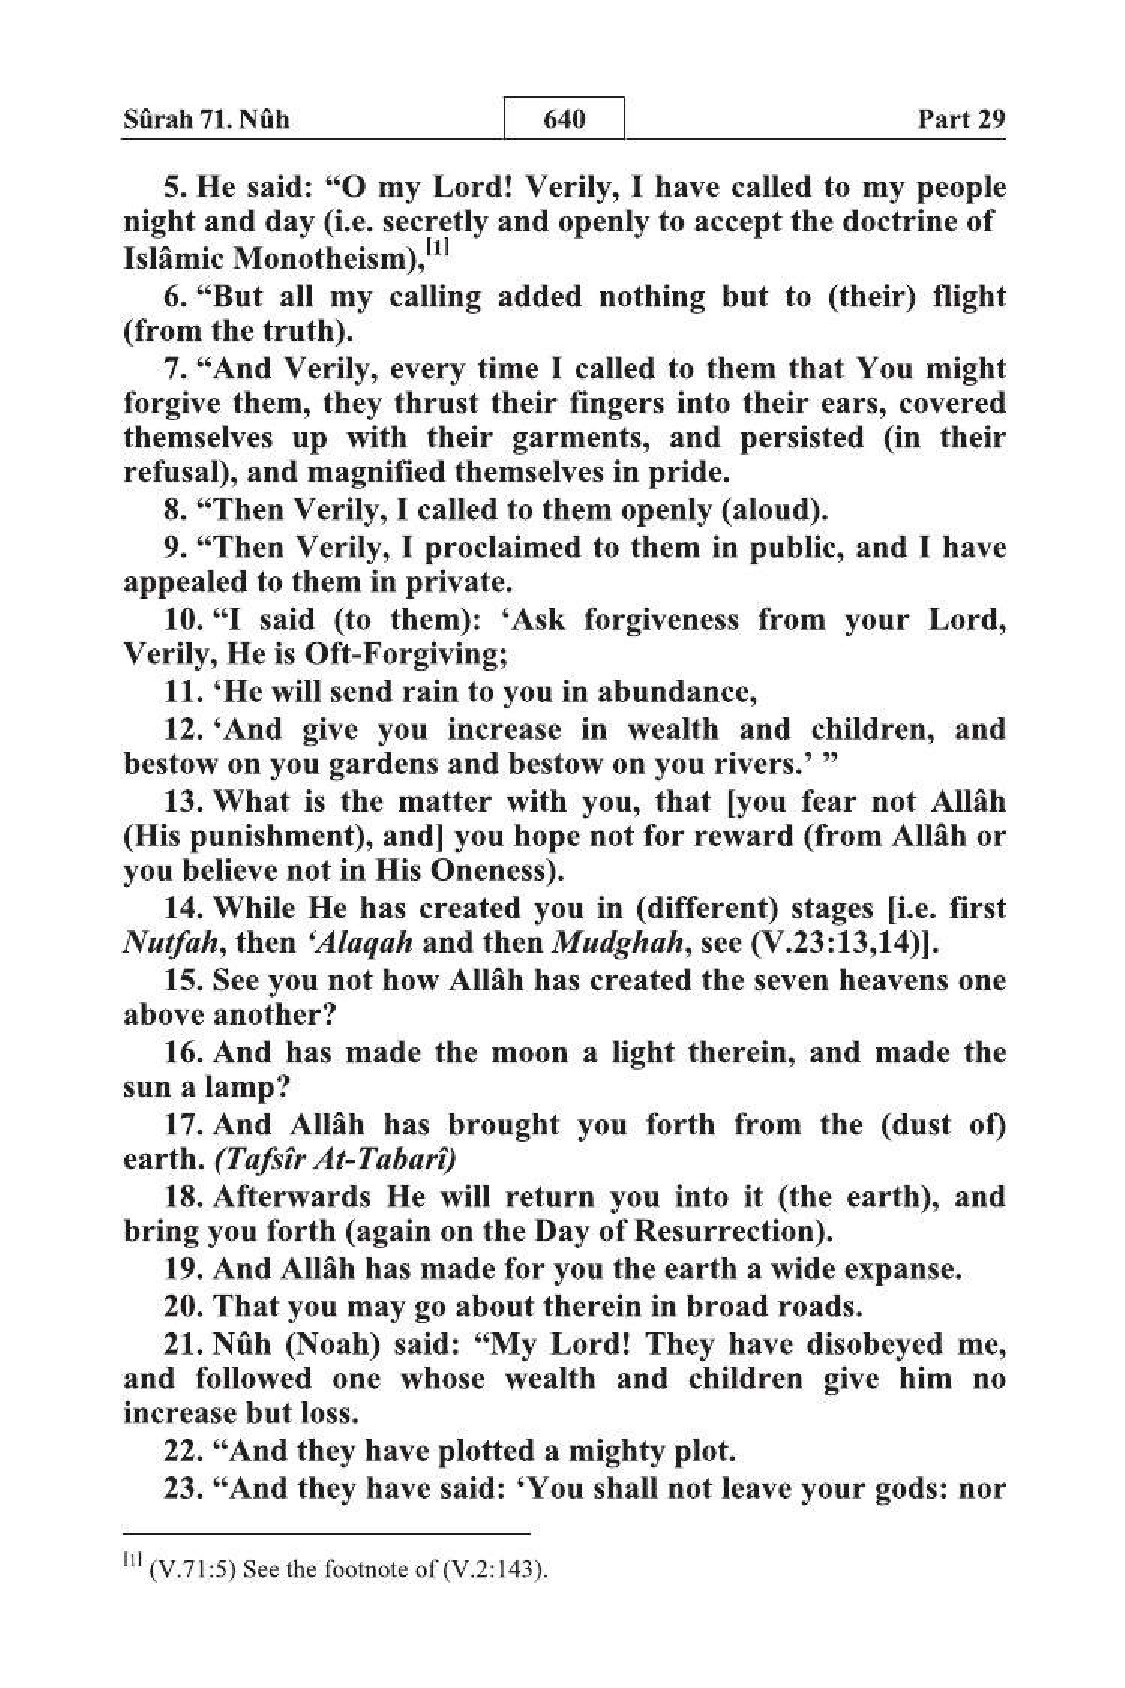 Sûrah 71. Nûh 640 Part 29
5. He said: “O my Lord! Verily, I have called to my people
night and day (i.e. secretly and openly to accept the doctrine of
Islâmic Monotheism),[1]
6. “But all my calling added nothing but to (their) flight
(from the truth).
7. “And Verily, every time I called to them that You might
forgive them, they thrust their fingers into their ears, covered
themselves up with their garments, and persisted (in their
refusal), and magnified themselves in pride.
8. “Then Verily, I called to them openly (aloud).
9. “Then Verily, I proclaimed to them in public, and I have
appealed to them in private.
10. “I said (to them): ‘Ask forgiveness from your Lord,
Verily, He is Oft-Forgiving;
11. ‘He will send rain to you in abundance,
12. ‘And give you increase in wealth and children, and
bestow on you gardens and bestow on you rivers.’ ”
13. What is the matter with you, that [you fear not Allâh
(His punishment), and] you hope not for reward (from Allâh or
you believe not in His Oneness).
14. While He has created you in (different) stages [i.e. first
Nutfah, then ‘Alaqah and then Mudghah, see (V.23:13,14)].
15. See you not how Allâh has created the seven heavens one
above another?
16. And has made the moon a light therein, and made the
sun a lamp?
17. And Allâh has brought you forth from the (dust of)
earth. (Tafsîr At-Tabarî)
18. Afterwards He will return you into it (the earth), and
bring you forth (again on the Day of Resurrection).
19. And Allâh has made for you the earth a wide expanse.
20. That you may go about therein in broad roads.
21. Nûh (Noah) said: “My Lord! They have disobeyed me,
and followed one whose wealth and children give him no
increase but loss.
22. “And they have plotted a mighty plot.
23. “And they have said: ‘You shall not leave your gods: nor
[1] (V.71:5) See the footnote of (V.2:143).